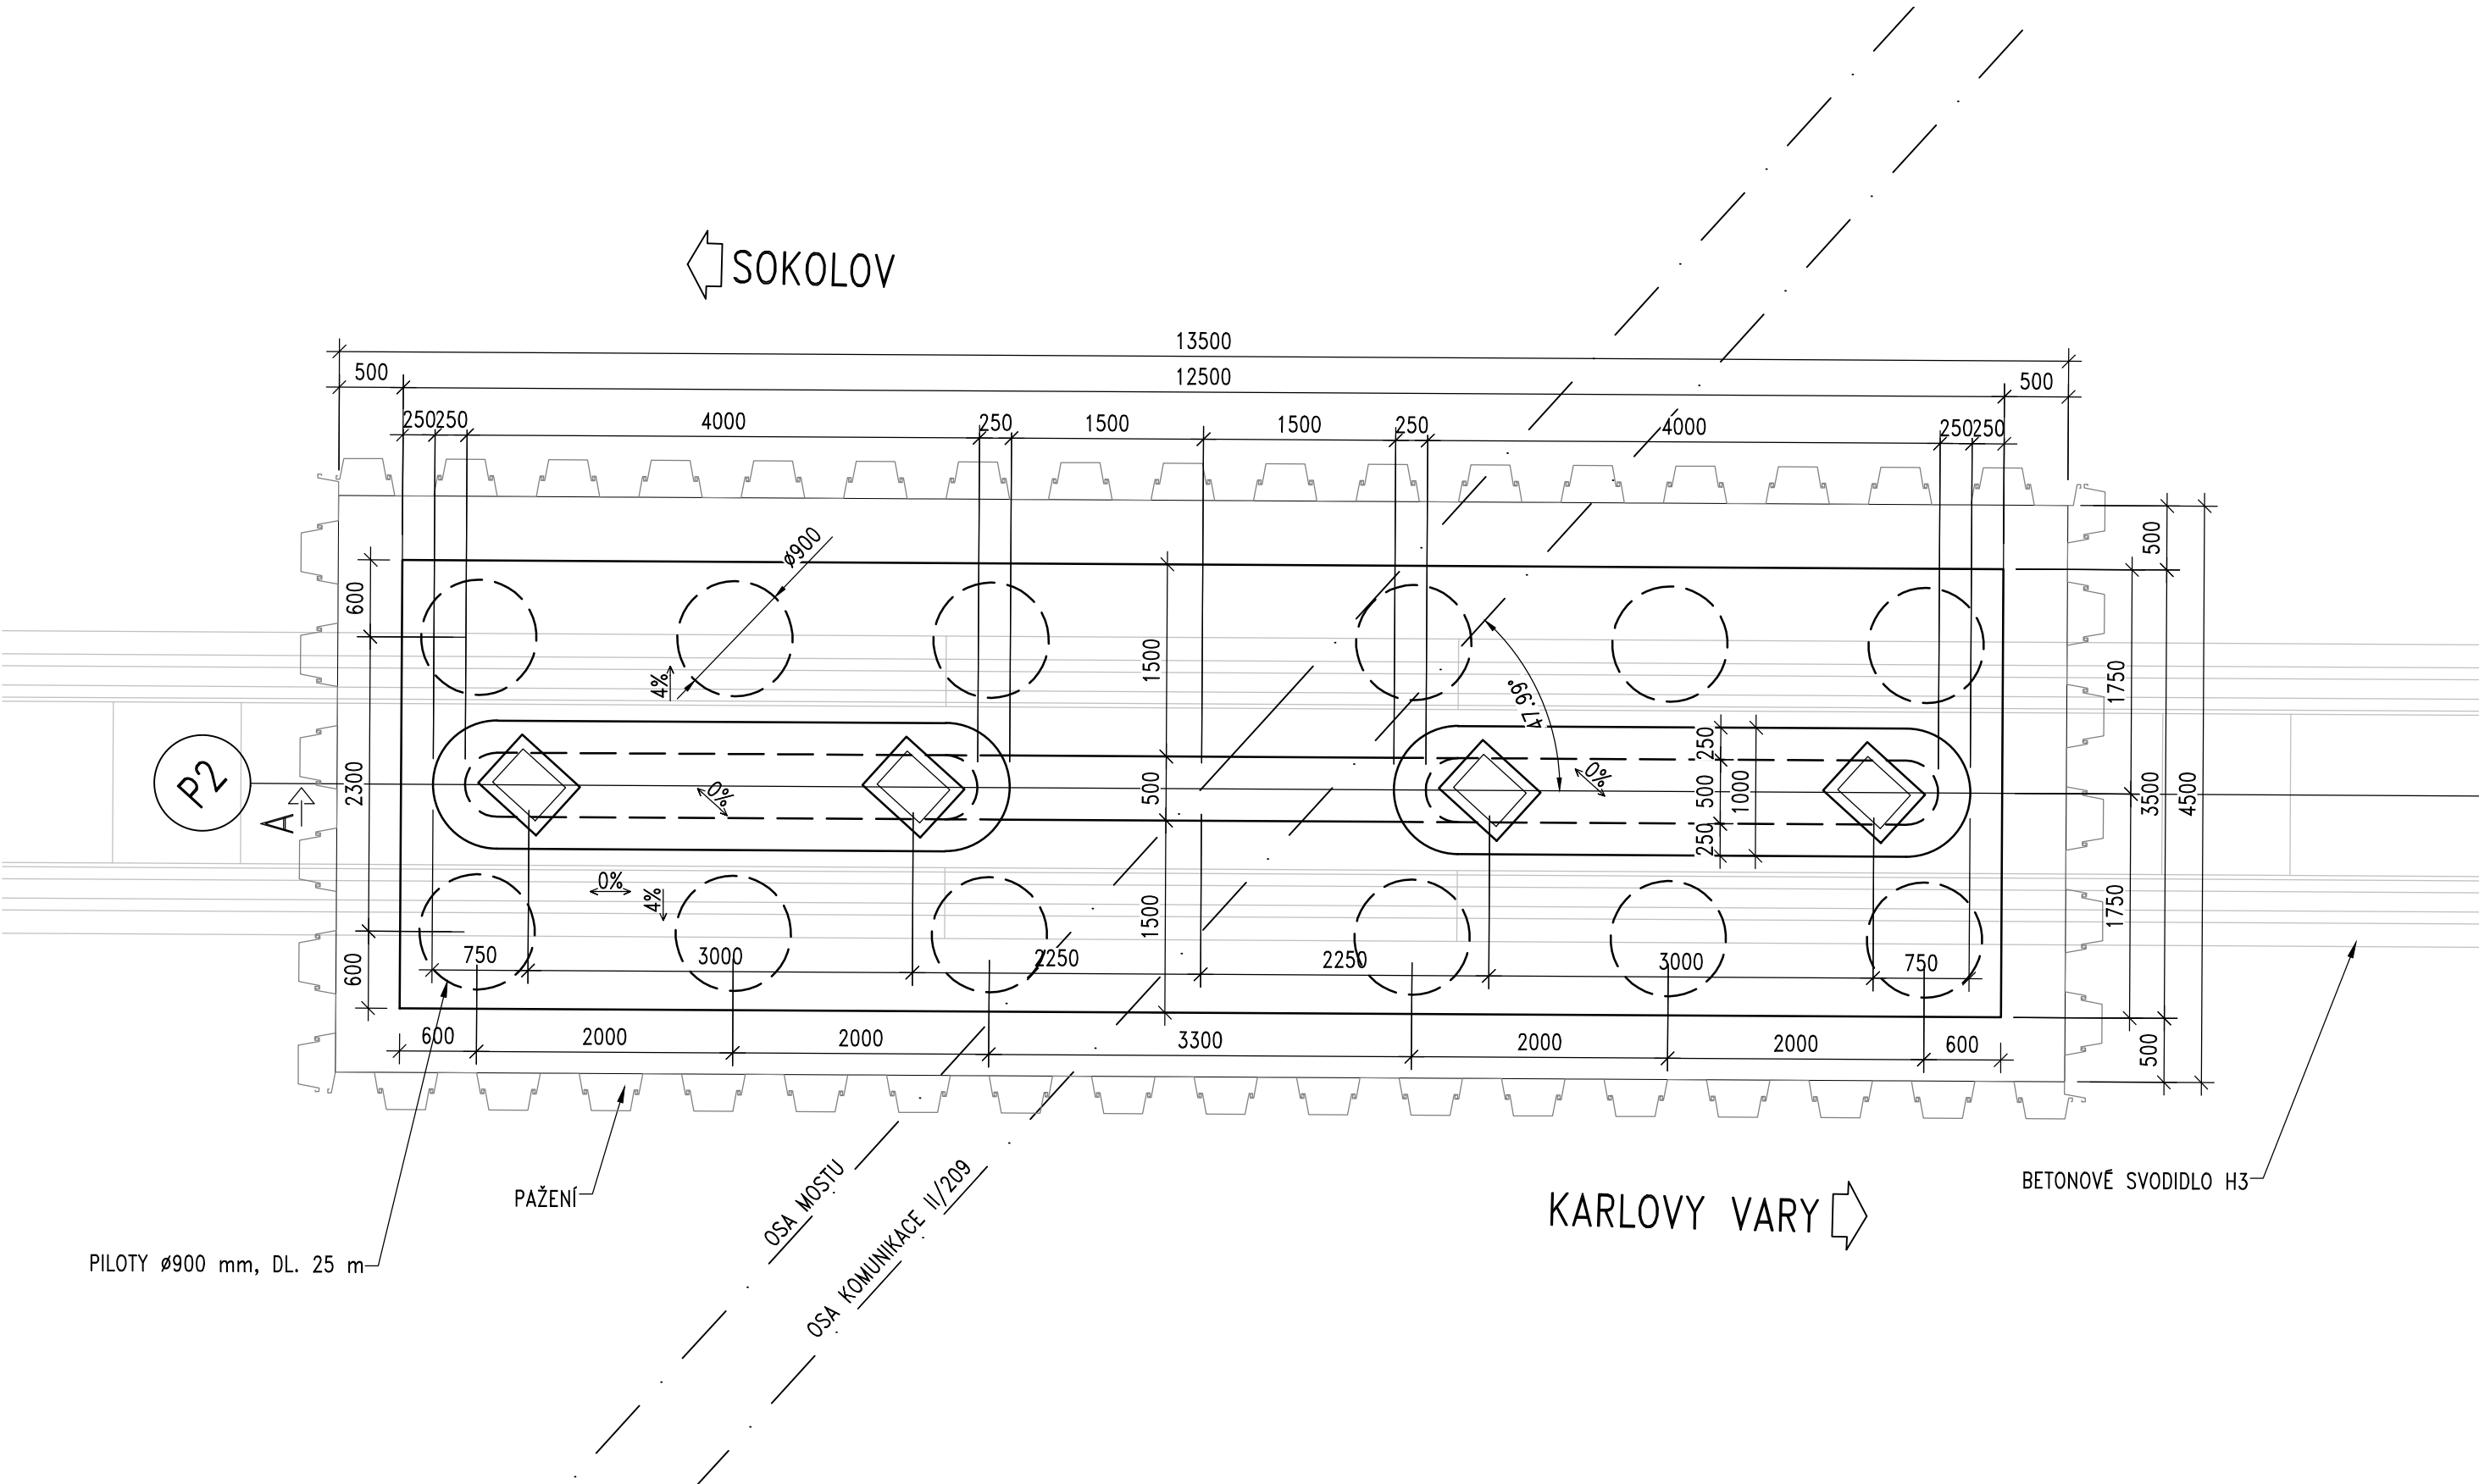 SOKOLOV
13500
500 12500 500
250 250 4000 250 1500 1500 250 4000 250 250
ø900
500
600
1500
1750
4%
47.99°
250
P2
2300
0%
500
0%
500
1000
3500
4500
A
250
0%
4%
1500
1750
600
750 3000 2250 2250 3000 750
600 2000 2000 3300 2000 2000 600
500
PAŽENÍ
OSA MOSTU
OSA KOMUNIKACE II/209
KARLOVY VARY
BETONOVÉ SVODIDLO H3
PILOTY ø900 mm, DL. 25 m